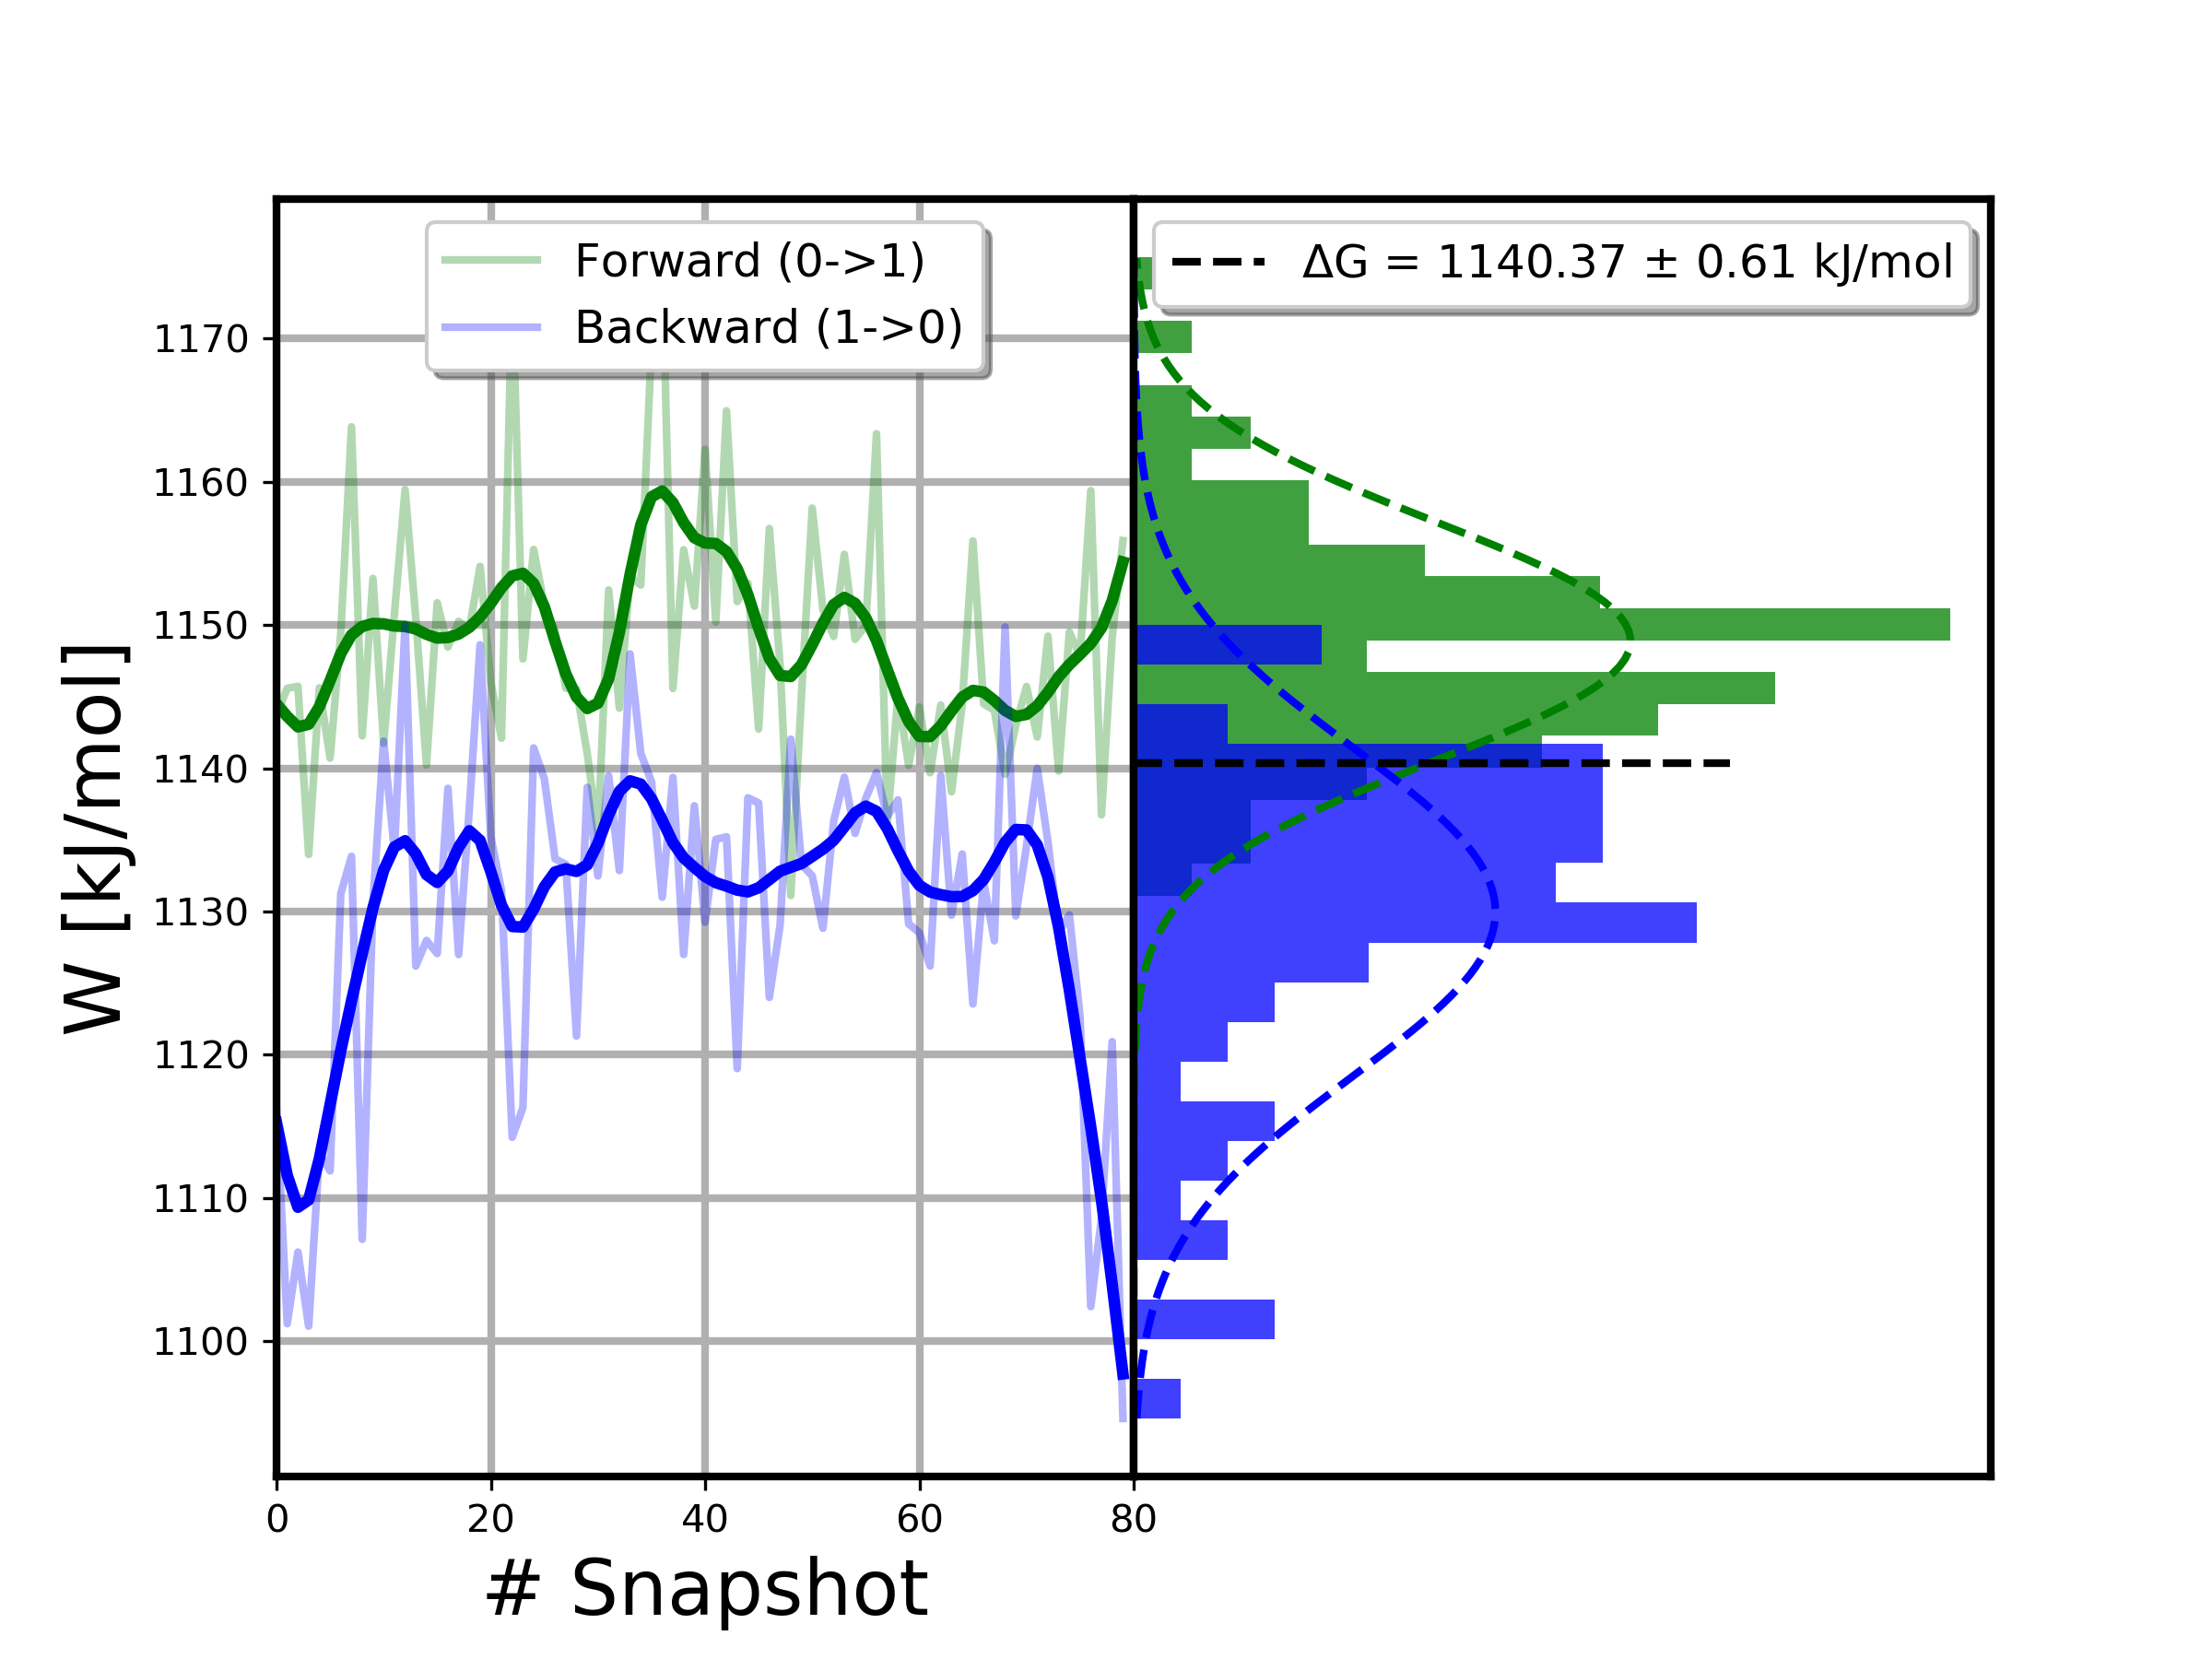 Forward (0->1)
Backward (1->0)
ΔG = 1140.37 ± 0.61 kJ/mol
W [kJ/mol]
1170
1160
1150
1140
1130
1120
1110
1100
0 20 40 60 80
# Snapshot